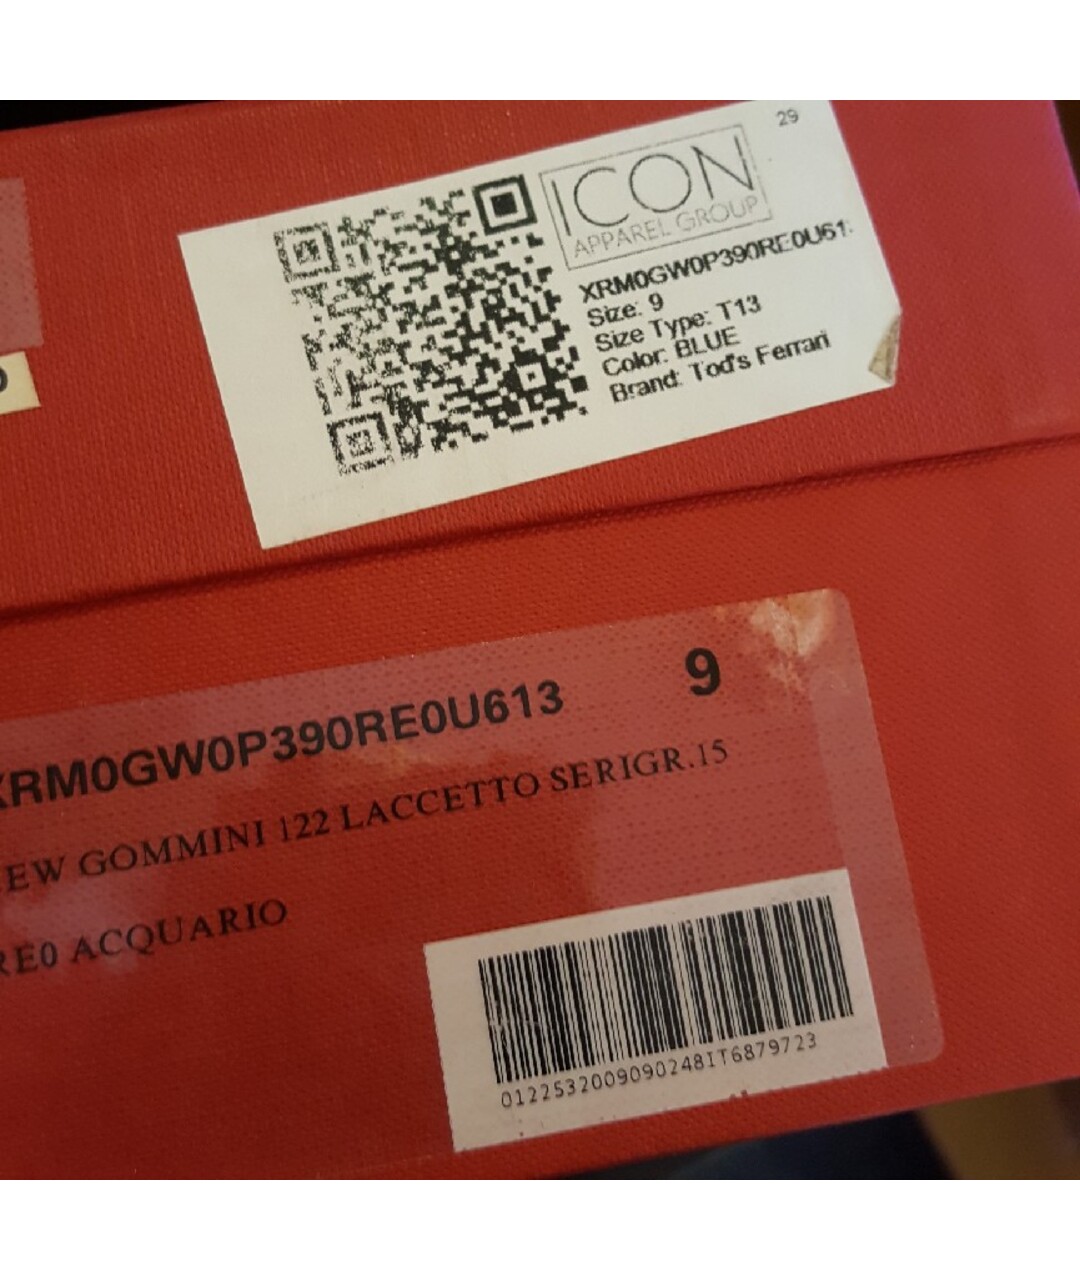 29
ICON
APPAREL GROUP
XRM0GW0P390RE0U61
Size: 9
Size Type: T13
Color: BLUE
Brand: Tod's Ferrari
XRM0GW0P390RE0U613 9
EW GOMMINI 122 LACCETTO SERIGR.15
RE0 ACQUARIO
0122532009090248IT6879723